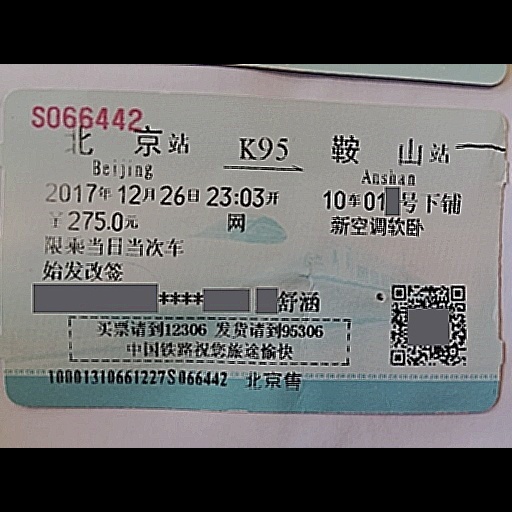 S066442
北京站 K95 鞍山站
Beijing Anshan
2017年12月26日23:03开 10车01号下铺
￥275.0元 网 新空调软卧
限乘当日当次车
始发改签
****舒涵
买票请到12306 发货请到95306
中国铁路祝您旅途愉快
10001310661227S066442 北京售